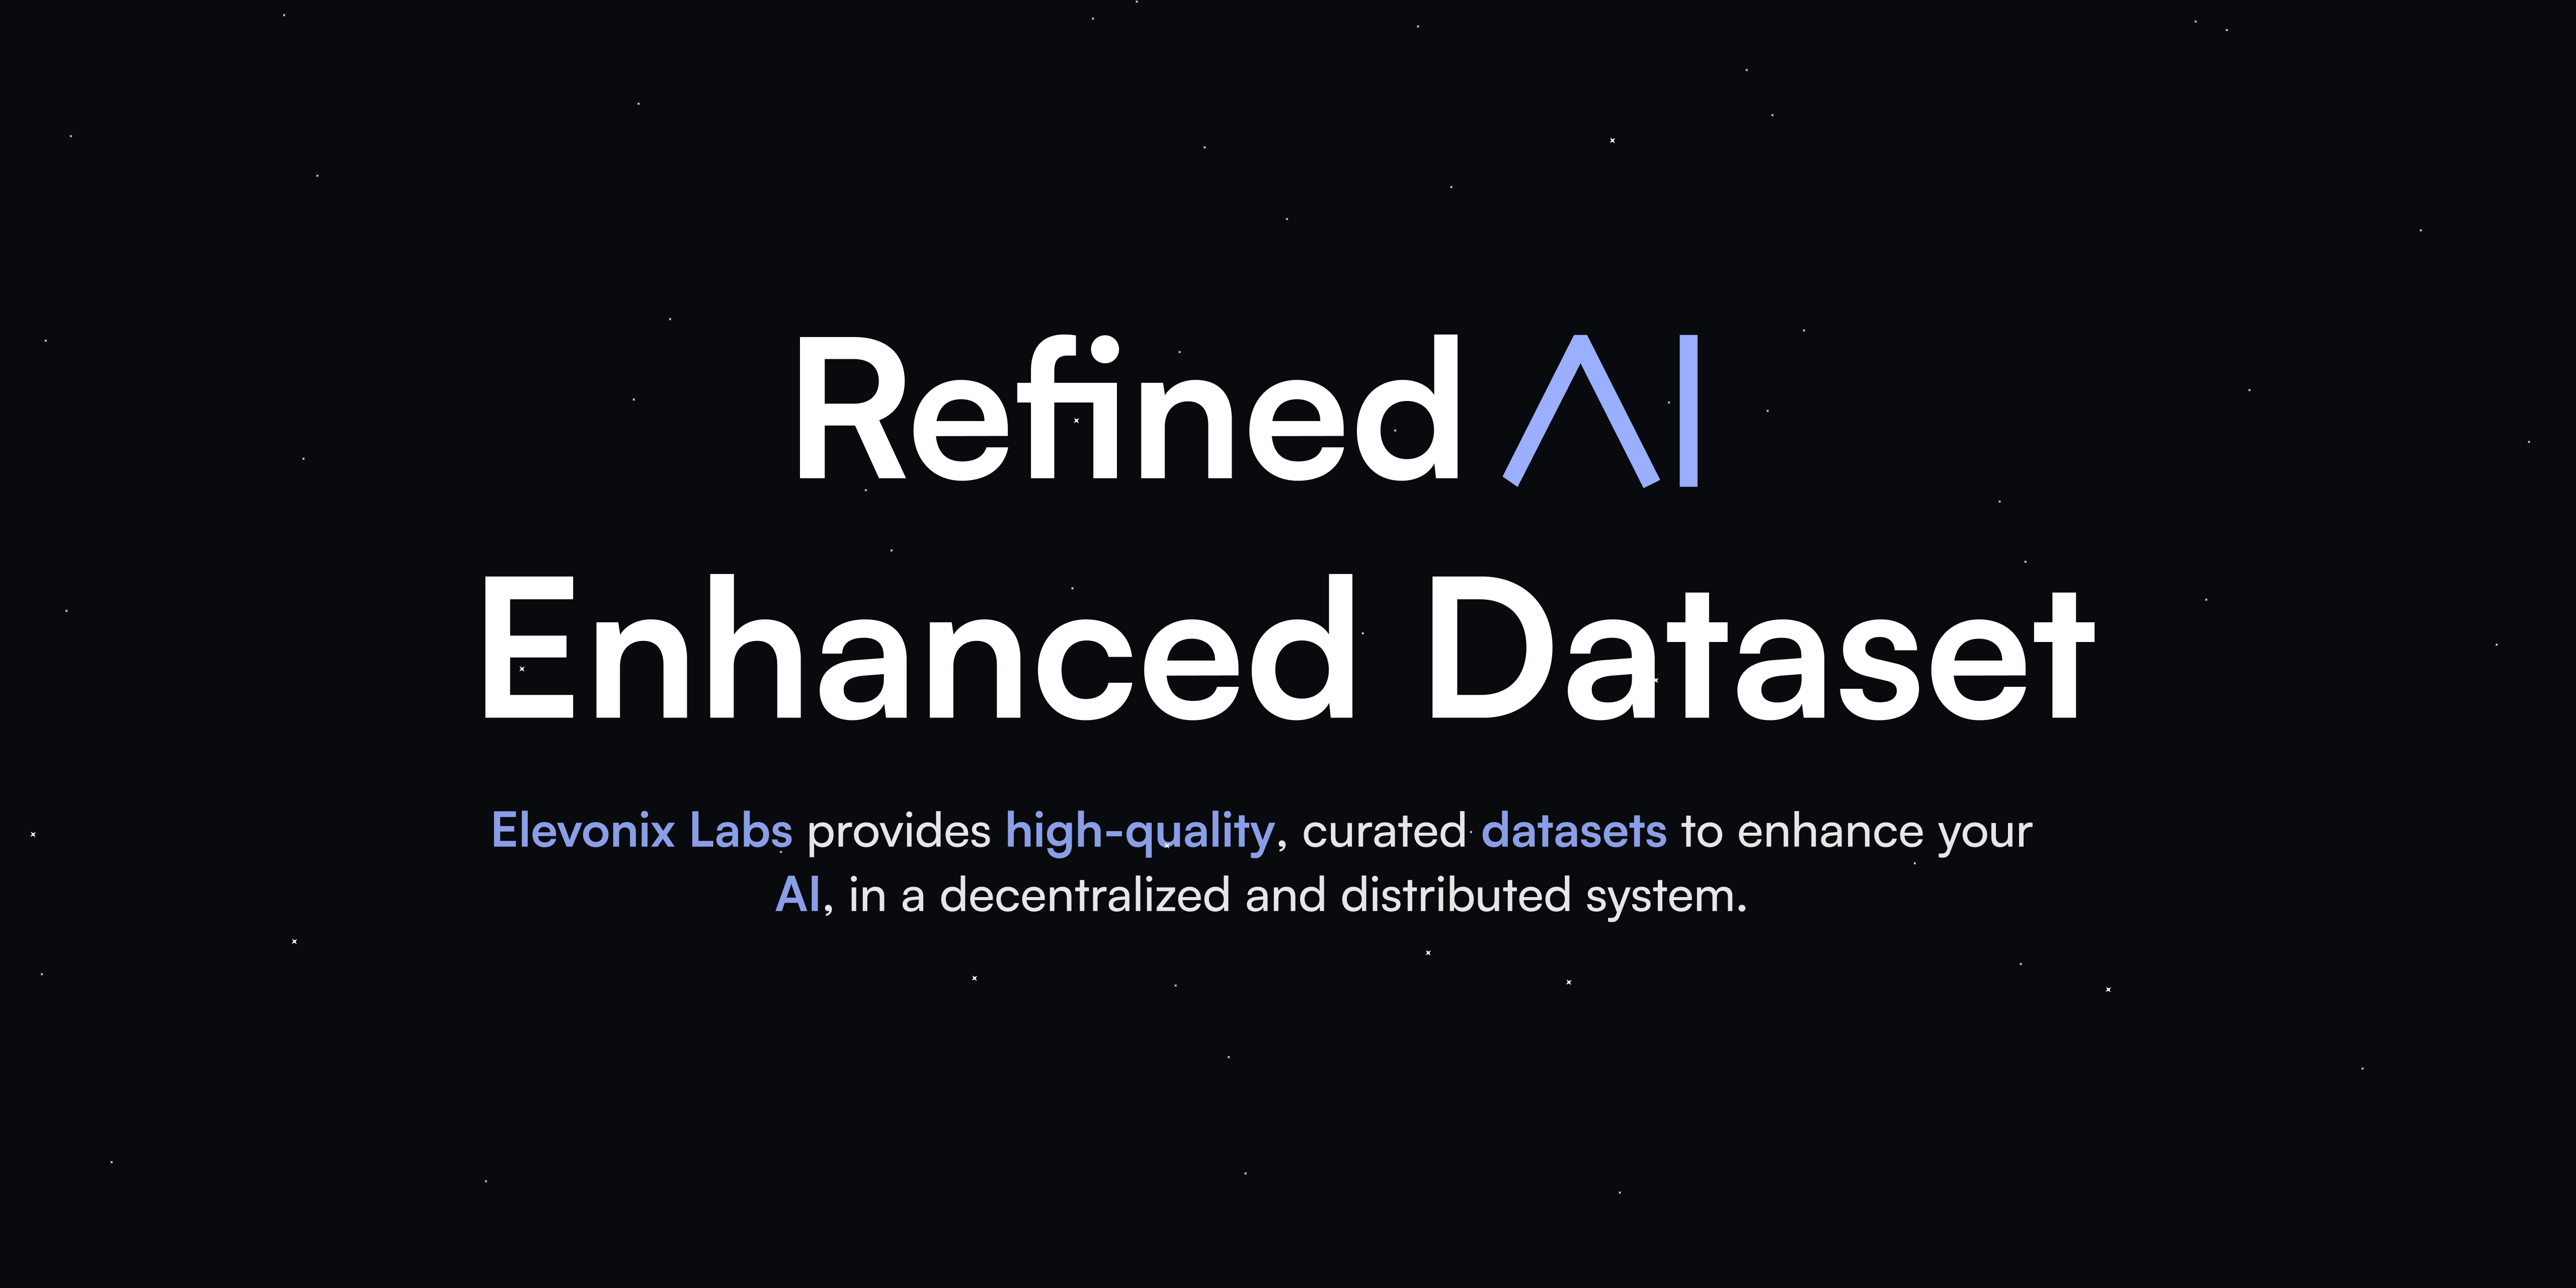 Refined AI
Enhanced Dataset
Elevonix Labs provides high-quality, curated datasets to enhance your
AI, in a decentralized and distributed system.